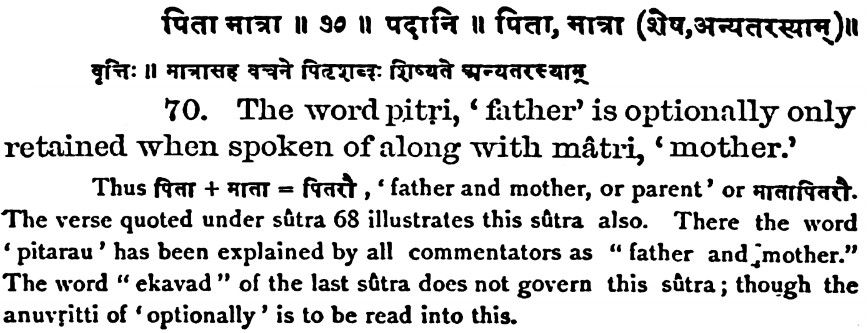 पिता मात्रा ॥ ७० ॥ पदानि ॥ पिता, मात्रा (शेष,अन्यतरस्याम्)॥
वृत्तिः ॥ मात्रासह वचने पितृशब्दः शिष्यते ऽन्यतरस्याम्
70. The word pitṛi, ‘father’ is optionally only
retained when spoken of along with mâtri, ‘mother.’
Thus पिता + माता = पितरौ, ‘father and mother, or parent’ or मातापितरौ.
The verse quoted under sûtra 68 illustrates this sûtra also. There the word
‘pitarau’ has been explained by all commentators as “father and mother.”
The word “ekavad” of the last sûtra does not govern this sûtra; though the
anuvṛitti of ‘optionally’ is to be read into this.